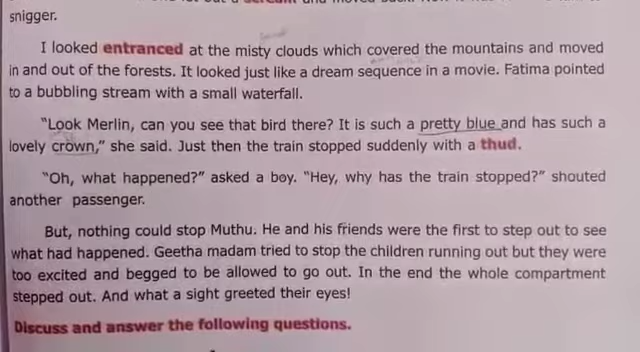 scream and moved back.
snigger.
I looked entranced at the misty clouds which covered the mountains and moved
in and out of the forests. It looked just like a dream sequence in a movie. Fatima pointed
to a bubbling stream with a small waterfall.
"Look Merlin, can you see that bird there? It is such a pretty blue and has such a
lovely crown," she said. Just then the train stopped suddenly with a thud.
"Oh, what happened?" asked a boy. "Hey, why has the train stopped?" shouted
another passenger.
But, nothing could stop Muthu. He and his friends were the first to step out to see
what had happened. Geetha madam tried to stop the children running out but they were
too excited and begged to be allowed to go out. In the end the whole compartment
stepped out. And what a sight greeted their eyes!
Discuss and answer the following questions.